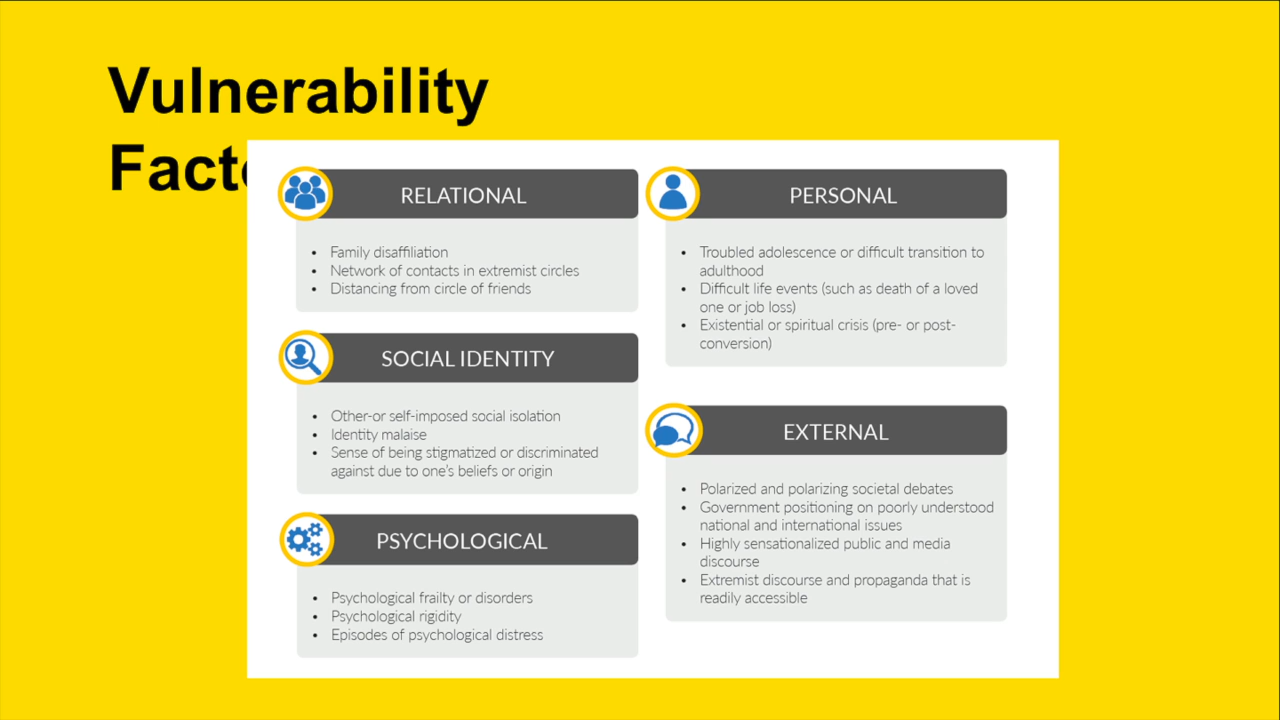 Vulnerability
Facto
RELATIONAL
• Family disaffiliation
• Network of contacts in extremist circles
• Distancing from circle of friends
SOCIAL IDENTITY
• Other-or self-imposed social isolation
• Identity malaise
• Sense of being stigmatized or discriminated
against due to one's beliefs or origin
PSYCHOLOGICAL
• Psychological frailty or disorders
• Psychological rigidity
• Episodes of psychological distress
PERSONAL
• Troubled adolescence or difficult transition to
adulthood
• Difficult life events (such as death of a loved
one or job loss)
• Existential or spiritual crisis (pre- or post-
conversion)
EXTERNAL
• Polarized and polarizing societal debates
• Government positioning on poorly understood
national and international issues
• Highly sensationalized public and media
discourse
• Extremist discourse and propaganda that is
readily accessible